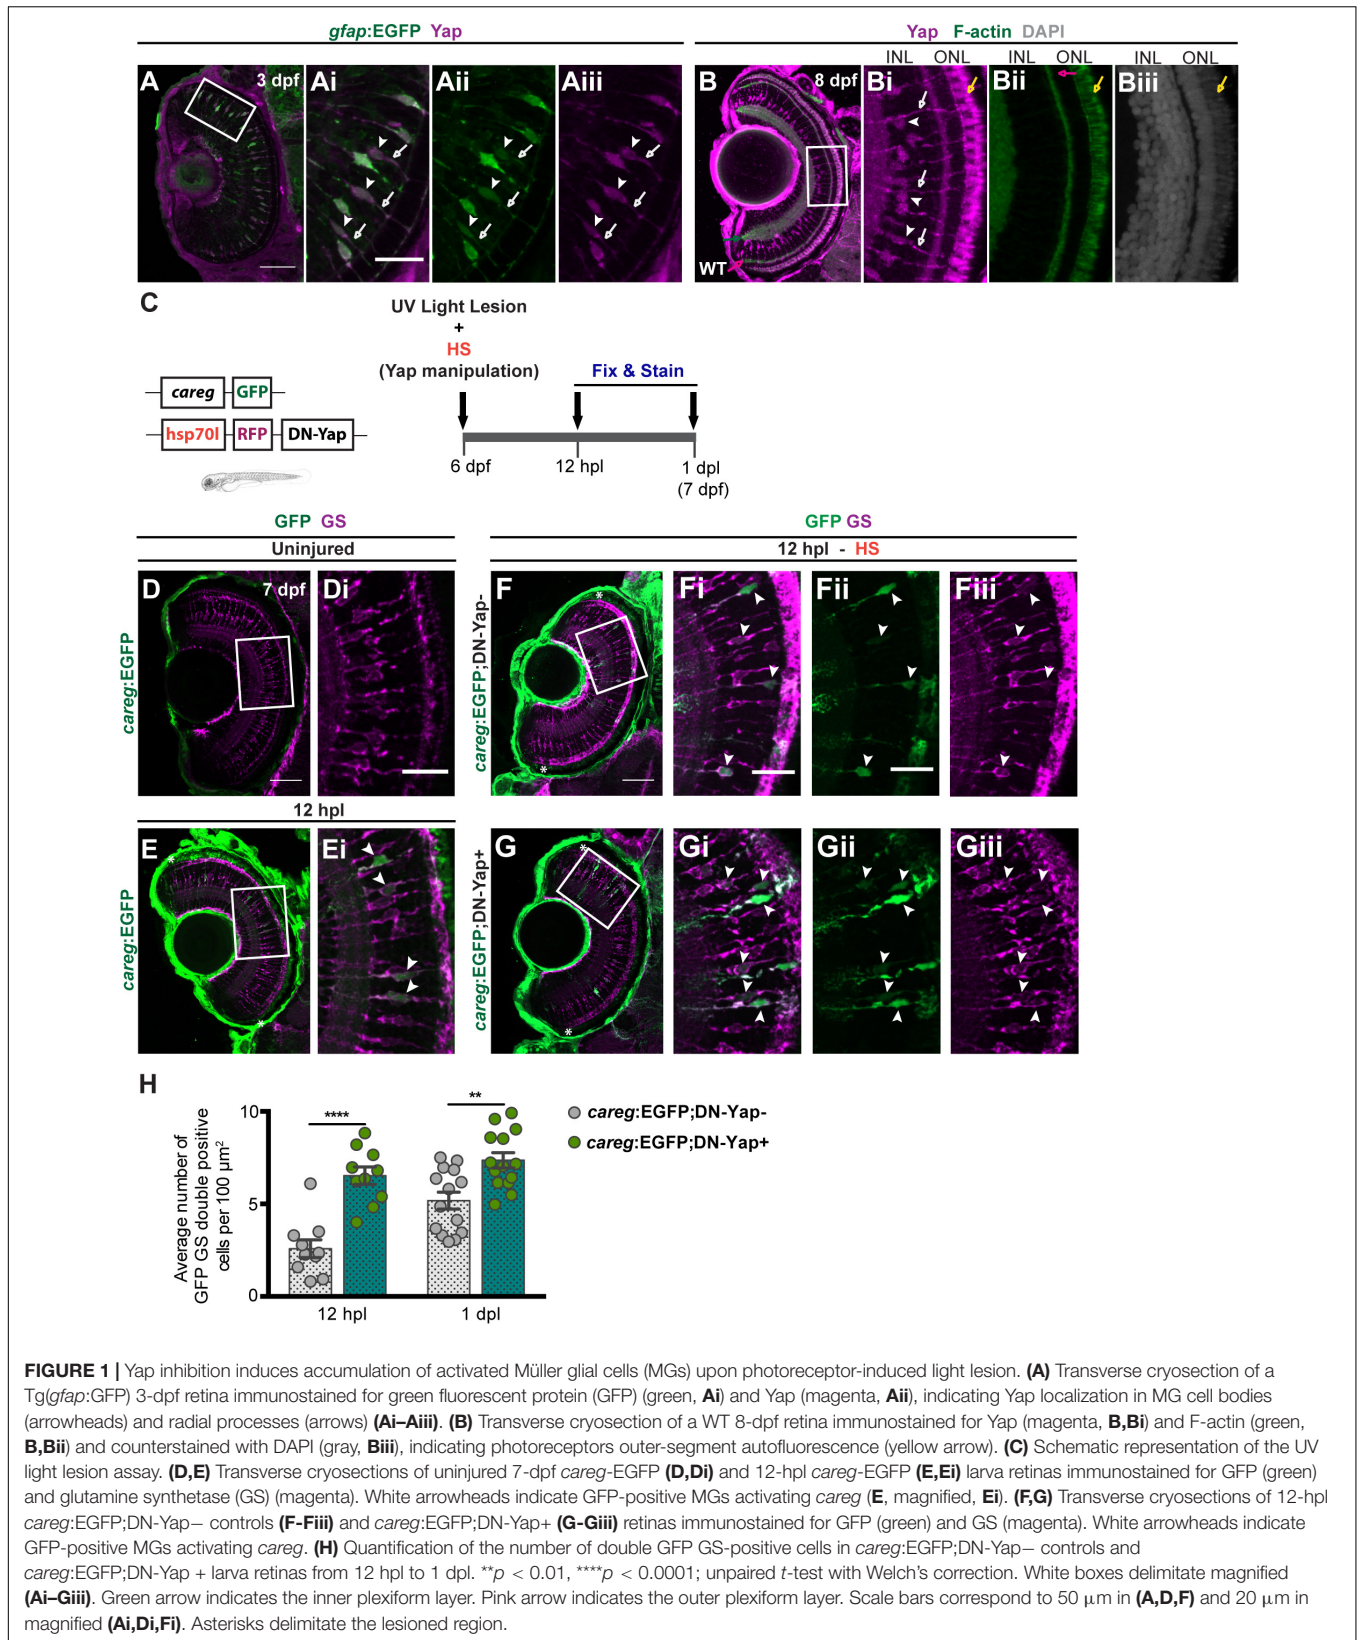 gfap:EGFP Yap
Yap F-actin DAPI
INL ONL INL ONL INL ONL
A 3 dpf Ai Aii Aiii B 8 dpf Bi Bii Biii
WT
C
UV Light Lesion
+
HS
(Yap manipulation)
Fix & Stain
careg GFP
hsp70l RFP DN-Yap
6 dpf 12 hpl 1 dpl
(7 dpf)
GFP GS
Uninjured
GFP GS
12 hpl - HS
careg:EGFP
D 7 dpf Di
careg:EGFP;DN-Yap-
F * * Fi Fii Fiii
12 hpl
careg:EGFP
E * * Ei
careg:EGFP;DN-Yap+
G * * Gi Gii Giii
H
Average number of
GFP GS double positive
cells per 100 µm²
10
5
0
****
**
12 hpl 1 dpl
careg:EGFP;DN-Yap-
careg:EGFP;DN-Yap+
FIGURE 1 | Yap inhibition induces accumulation of activated Müller glial cells (MGs) upon photoreceptor-induced light lesion. (A) Transverse cryosection of a
Tg(gfap:GFP) 3-dpf retina immunostained for green fluorescent protein (GFP) (green, Ai) and Yap (magenta, Aii), indicating Yap localization in MG cell bodies
(arrowheads) and radial processes (arrows) (Ai–Aiii). (B) Transverse cryosection of a WT 8-dpf retina immunostained for Yap (magenta, B,Bi) and F-actin (green,
B,Bii) and counterstained with DAPI (gray, Biii), indicating photoreceptors outer-segment autofluorescence (yellow arrow). (C) Schematic representation of the UV
light lesion assay. (D,E) Transverse cryosections of uninjured 7-dpf careg-EGFP (D,Di) and 12-hpl careg-EGFP (E,Ei) larva retinas immunostained for GFP (green)
and glutamine synthetase (GS) (magenta). White arrowheads indicate GFP-positive MGs activating careg (E, magnified, Ei). (F,G) Transverse cryosections of 12-hpl
careg:EGFP;DN-Yap− controls (F-Fiii) and careg:EGFP;DN-Yap+ (G-Giii) retinas immunostained for GFP (green) and GS (magenta). White arrowheads indicate
GFP-positive MGs activating careg. (H) Quantification of the number of double GFP GS-positive cells in careg:EGFP;DN-Yap− controls and
careg:EGFP;DN-Yap + larva retinas from 12 hpl to 1 dpl. **p < 0.01, ****p < 0.0001; unpaired t-test with Welch's correction. White boxes delimitate magnified
(Ai–Giii). Green arrow indicates the inner plexiform layer. Pink arrow indicates the outer plexiform layer. Scale bars correspond to 50 µm in (A,D,F) and 20 µm in
magnified (Ai,Di,Fi). Asterisks delimitate the lesioned region.